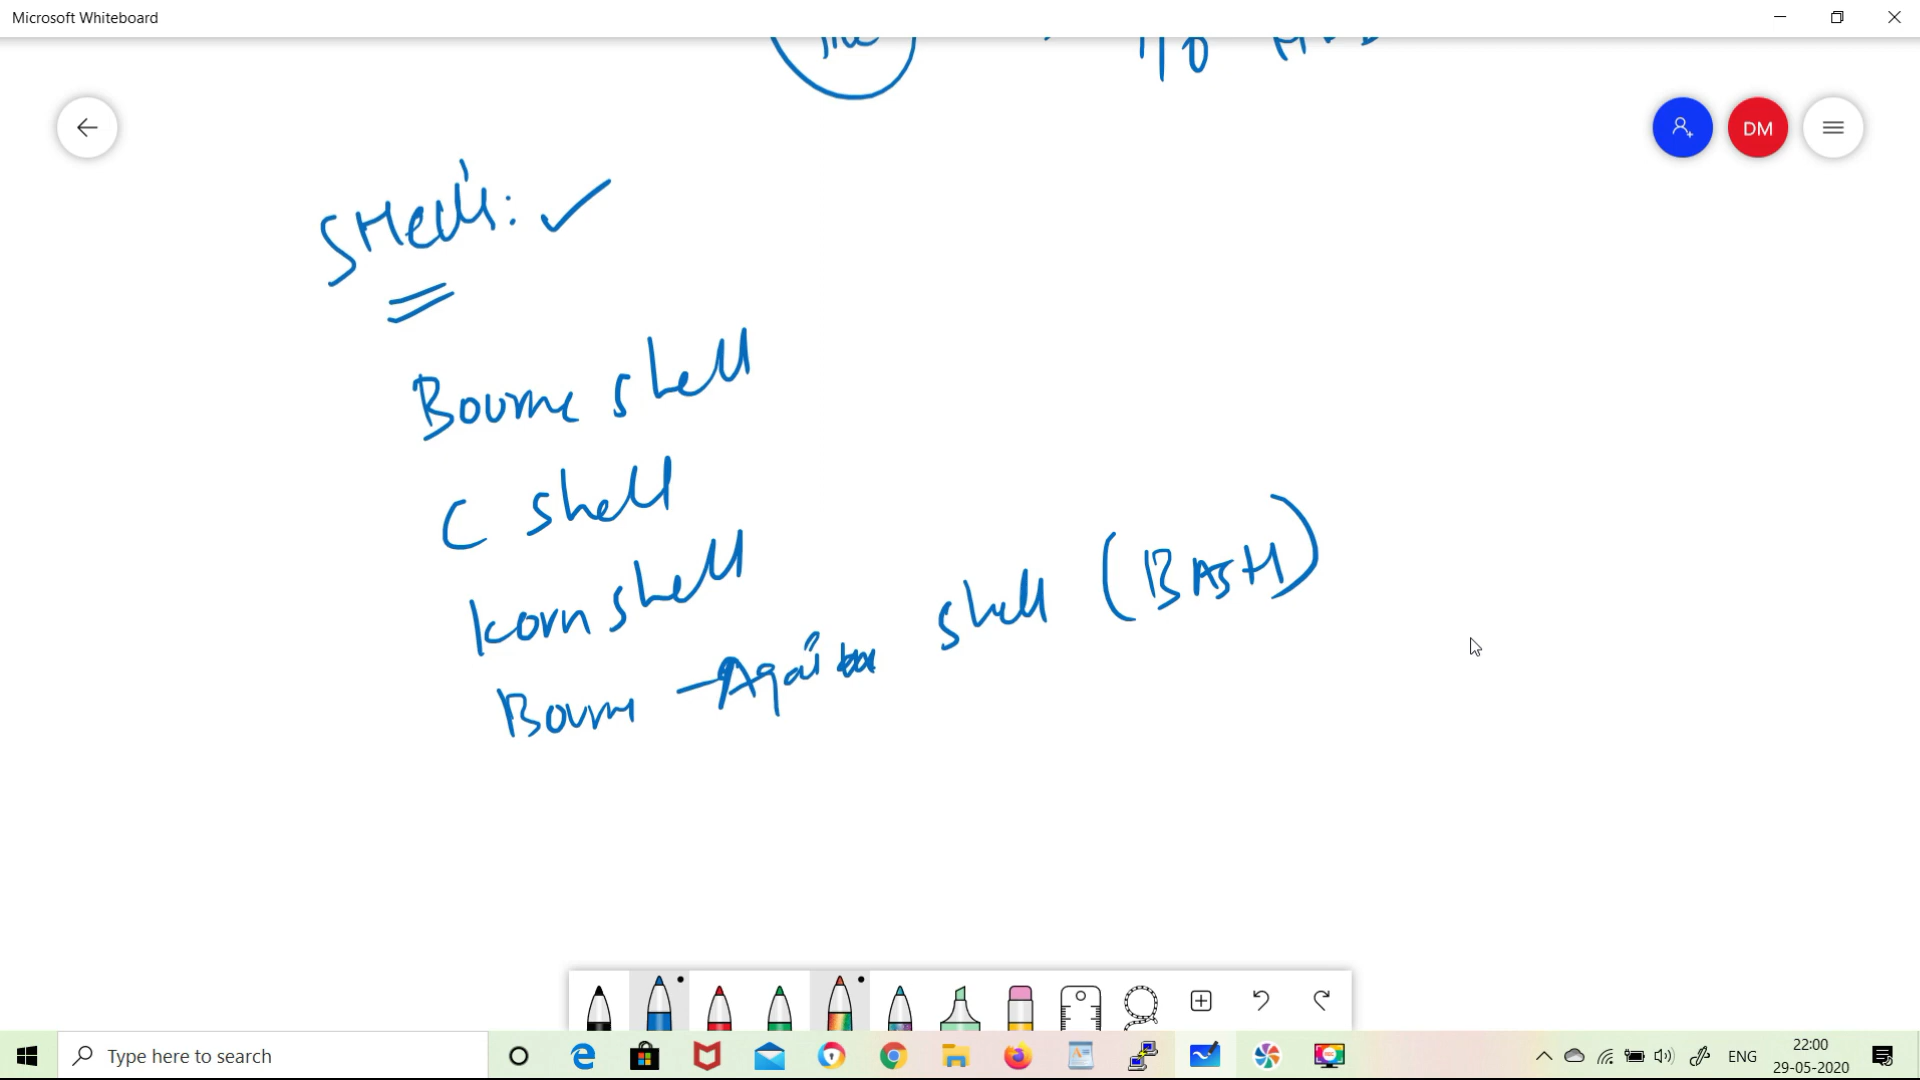 Microsoft Whiteboard
I/O
DM
SHells:
Bourne shell
C shell
Korn shell
Bourn - Again shell (BASH)
Type here to search
ENG
22:00
29-05-2020